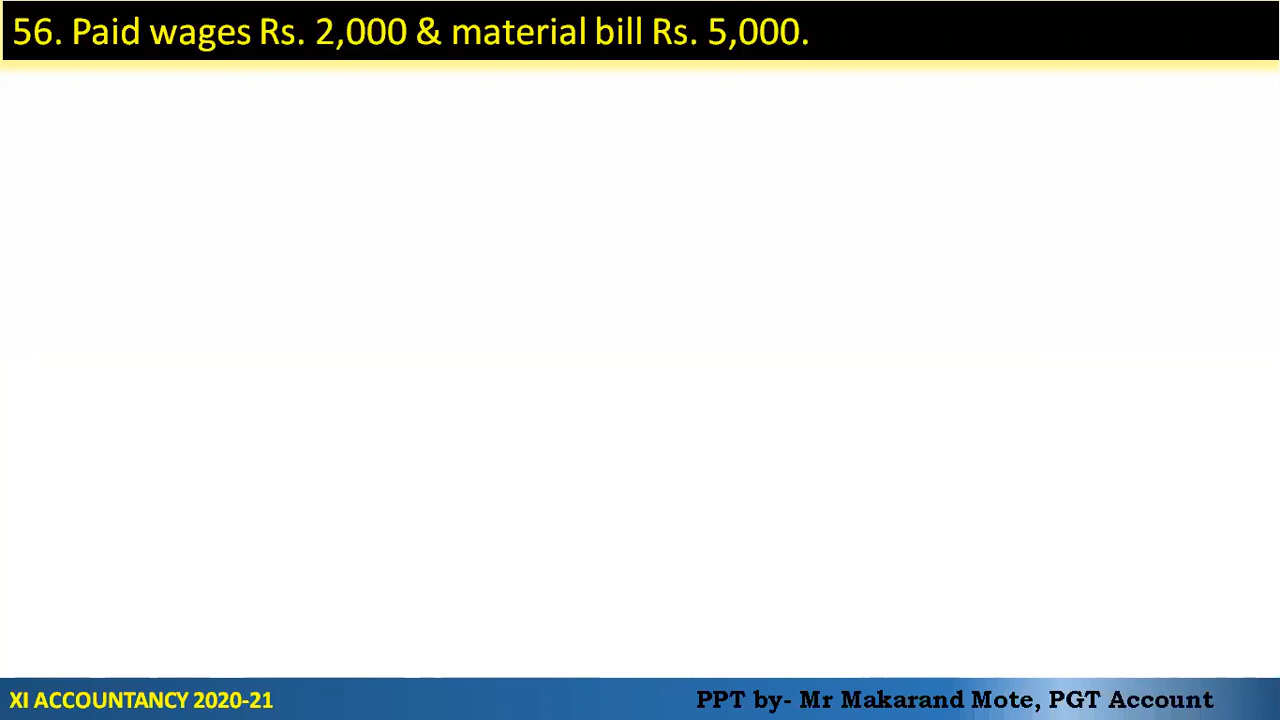 56. Paid wages Rs. 2,000 & material bill Rs. 5,000.
XI ACCOUNTANCY 2020-21
PPT by- Mr Makarand Mote, PGT Account